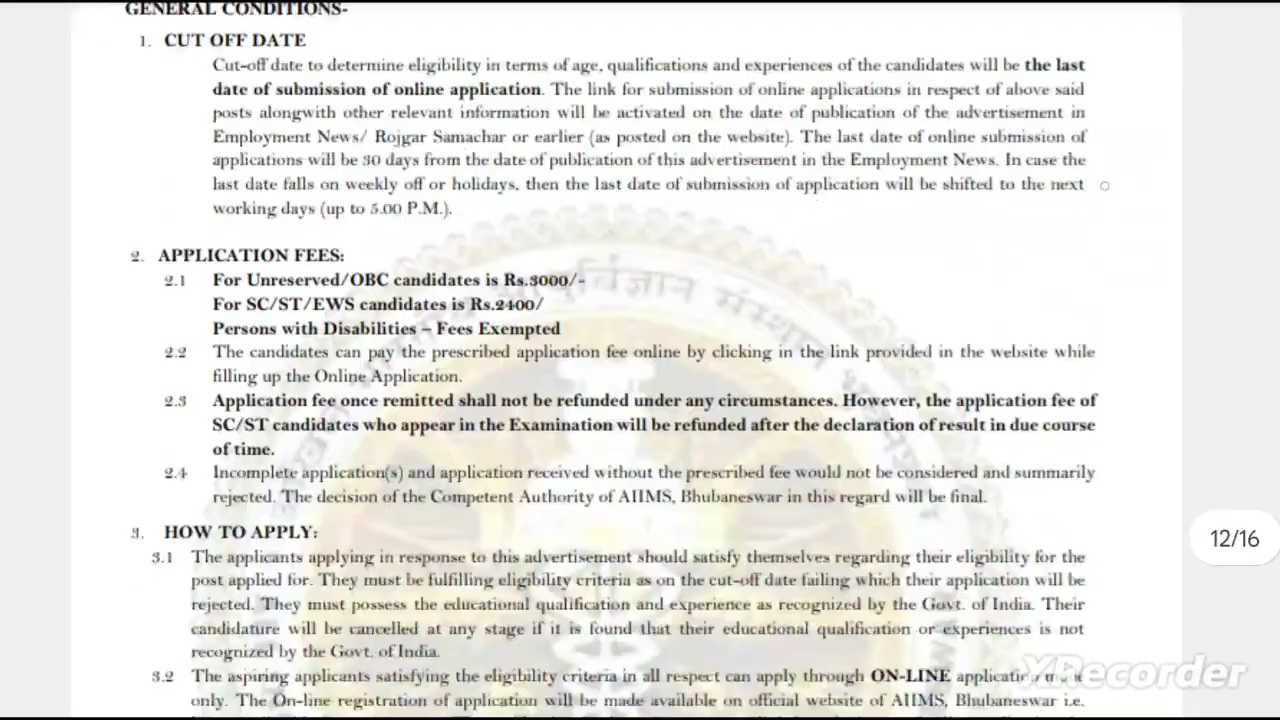 GENERAL CONDITIONS-
1. CUT OFF DATE
Cut-off date to determine eligibility in terms of age, qualifications and experiences of the candidates will be the last
date of submission of online application. The link for submission of online applications in respect of above said
posts alongwith other relevant information will be activated on the date of publication of the advertisement in
Employment News/ Rojgar Samachar or earlier (as posted on the website). The last date of online submission of
applications will be 30 days from the date of publication of this advertisement in the Employment News. In case the
last date falls on weekly off or holidays, then the last date of submission of application will be shifted to the next
working days (up to 5.00 P.M.).
2. APPLICATION FEES:
2.1 For Unreserved/OBC candidates is Rs.3000/-
For SC/ST/EWS candidates is Rs.2400/
Persons with Disabilities – Fees Exempted
2.2 The candidates can pay the prescribed application fee online by clicking in the link provided in the website while
filling up the Online Application.
2.3 Application fee once remitted shall not be refunded under any circumstances. However, the application fee of
SC/ST candidates who appear in the Examination will be refunded after the declaration of result in due course
of time.
2.4 Incomplete application(s) and application received without the prescribed fee would not be considered and summarily
rejected. The decision of the Competent Authority of AIIMS, Bhubaneswar in this regard will be final.
3. HOW TO APPLY:
3.1 The applicants applying in response to this advertisement should satisfy themselves regarding their eligibility for the
post applied for. They must be fulfilling eligibility criteria as on the cut-off date failing which their application will be
rejected. They must possess the educational qualification and experience as recognized by the Govt. of India. Their
candidature will be cancelled at any stage if it is found that their educational qualification or experiences is not
recognized by the Govt. of India.
3.2 The aspiring applicants satisfying the eligibility criteria in all respect can apply through ON-LINE
only. The On-line registration of application will be made available on official website of AIIMS, Bhubaneswar i.e.
12/16
XRecorder
आयुर्विज्ञान संस्थान